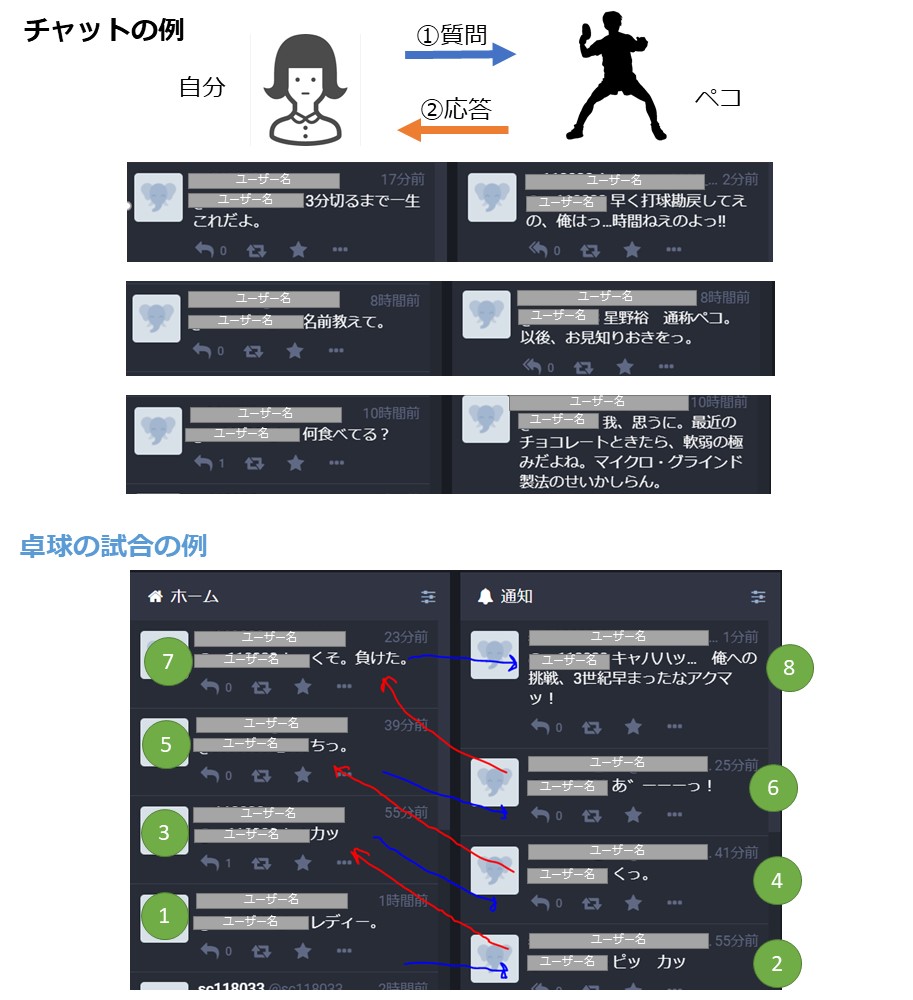 チャットの例
①質問
自分
ペコ
②応答
ユーザー名 17分前
ユーザー名 3分切るまで一生
これだよ。
0
ユーザー名 … 2分前
ユーザー名 早く打球勘戻してえ
の、俺はっ…時間ねえのよっ!!
0
ユーザー名 8時間前
ユーザー名 名前教えて。
0
ユーザー名 8時間前
ユーザー名 星野裕　通称ペコ。
以後、お見知りおきをっ。
0
ユーザー名 10時間前
ユーザー名 何食べてる？
1
ユーザー名 10時間前
ユーザー名 我、思うに。最近の
チョコレートときたら、軟弱の極
みだよね。マイクロ・グラインド
製法のせいかしらん。
卓球の試合の例
ホーム
通知
7
ユーザー名 23分前
ユーザー名 くそ。負けた。
0
ユーザー名 … 1分前
ユーザー名 キャハハッ…　俺への
挑戦、3世紀早まったなアクマ
ッ！
0
8
5
ユーザー名 39分前
ユーザー名 ちっ。
0
ユーザー名 25分前
ユーザー名 あ゛ーーーっ！
0
6
3
ユーザー名 55分前
ユーザー名 カッ
1
ユーザー名 41分前
ユーザー名 くっ。
0
4
1
ユーザー名 1時間前
ユーザー名 レディー。
0
ユーザー名 55分前
ユーザー名 ピッ　カッ
0
2
sc118033 @sc118033 2時間前